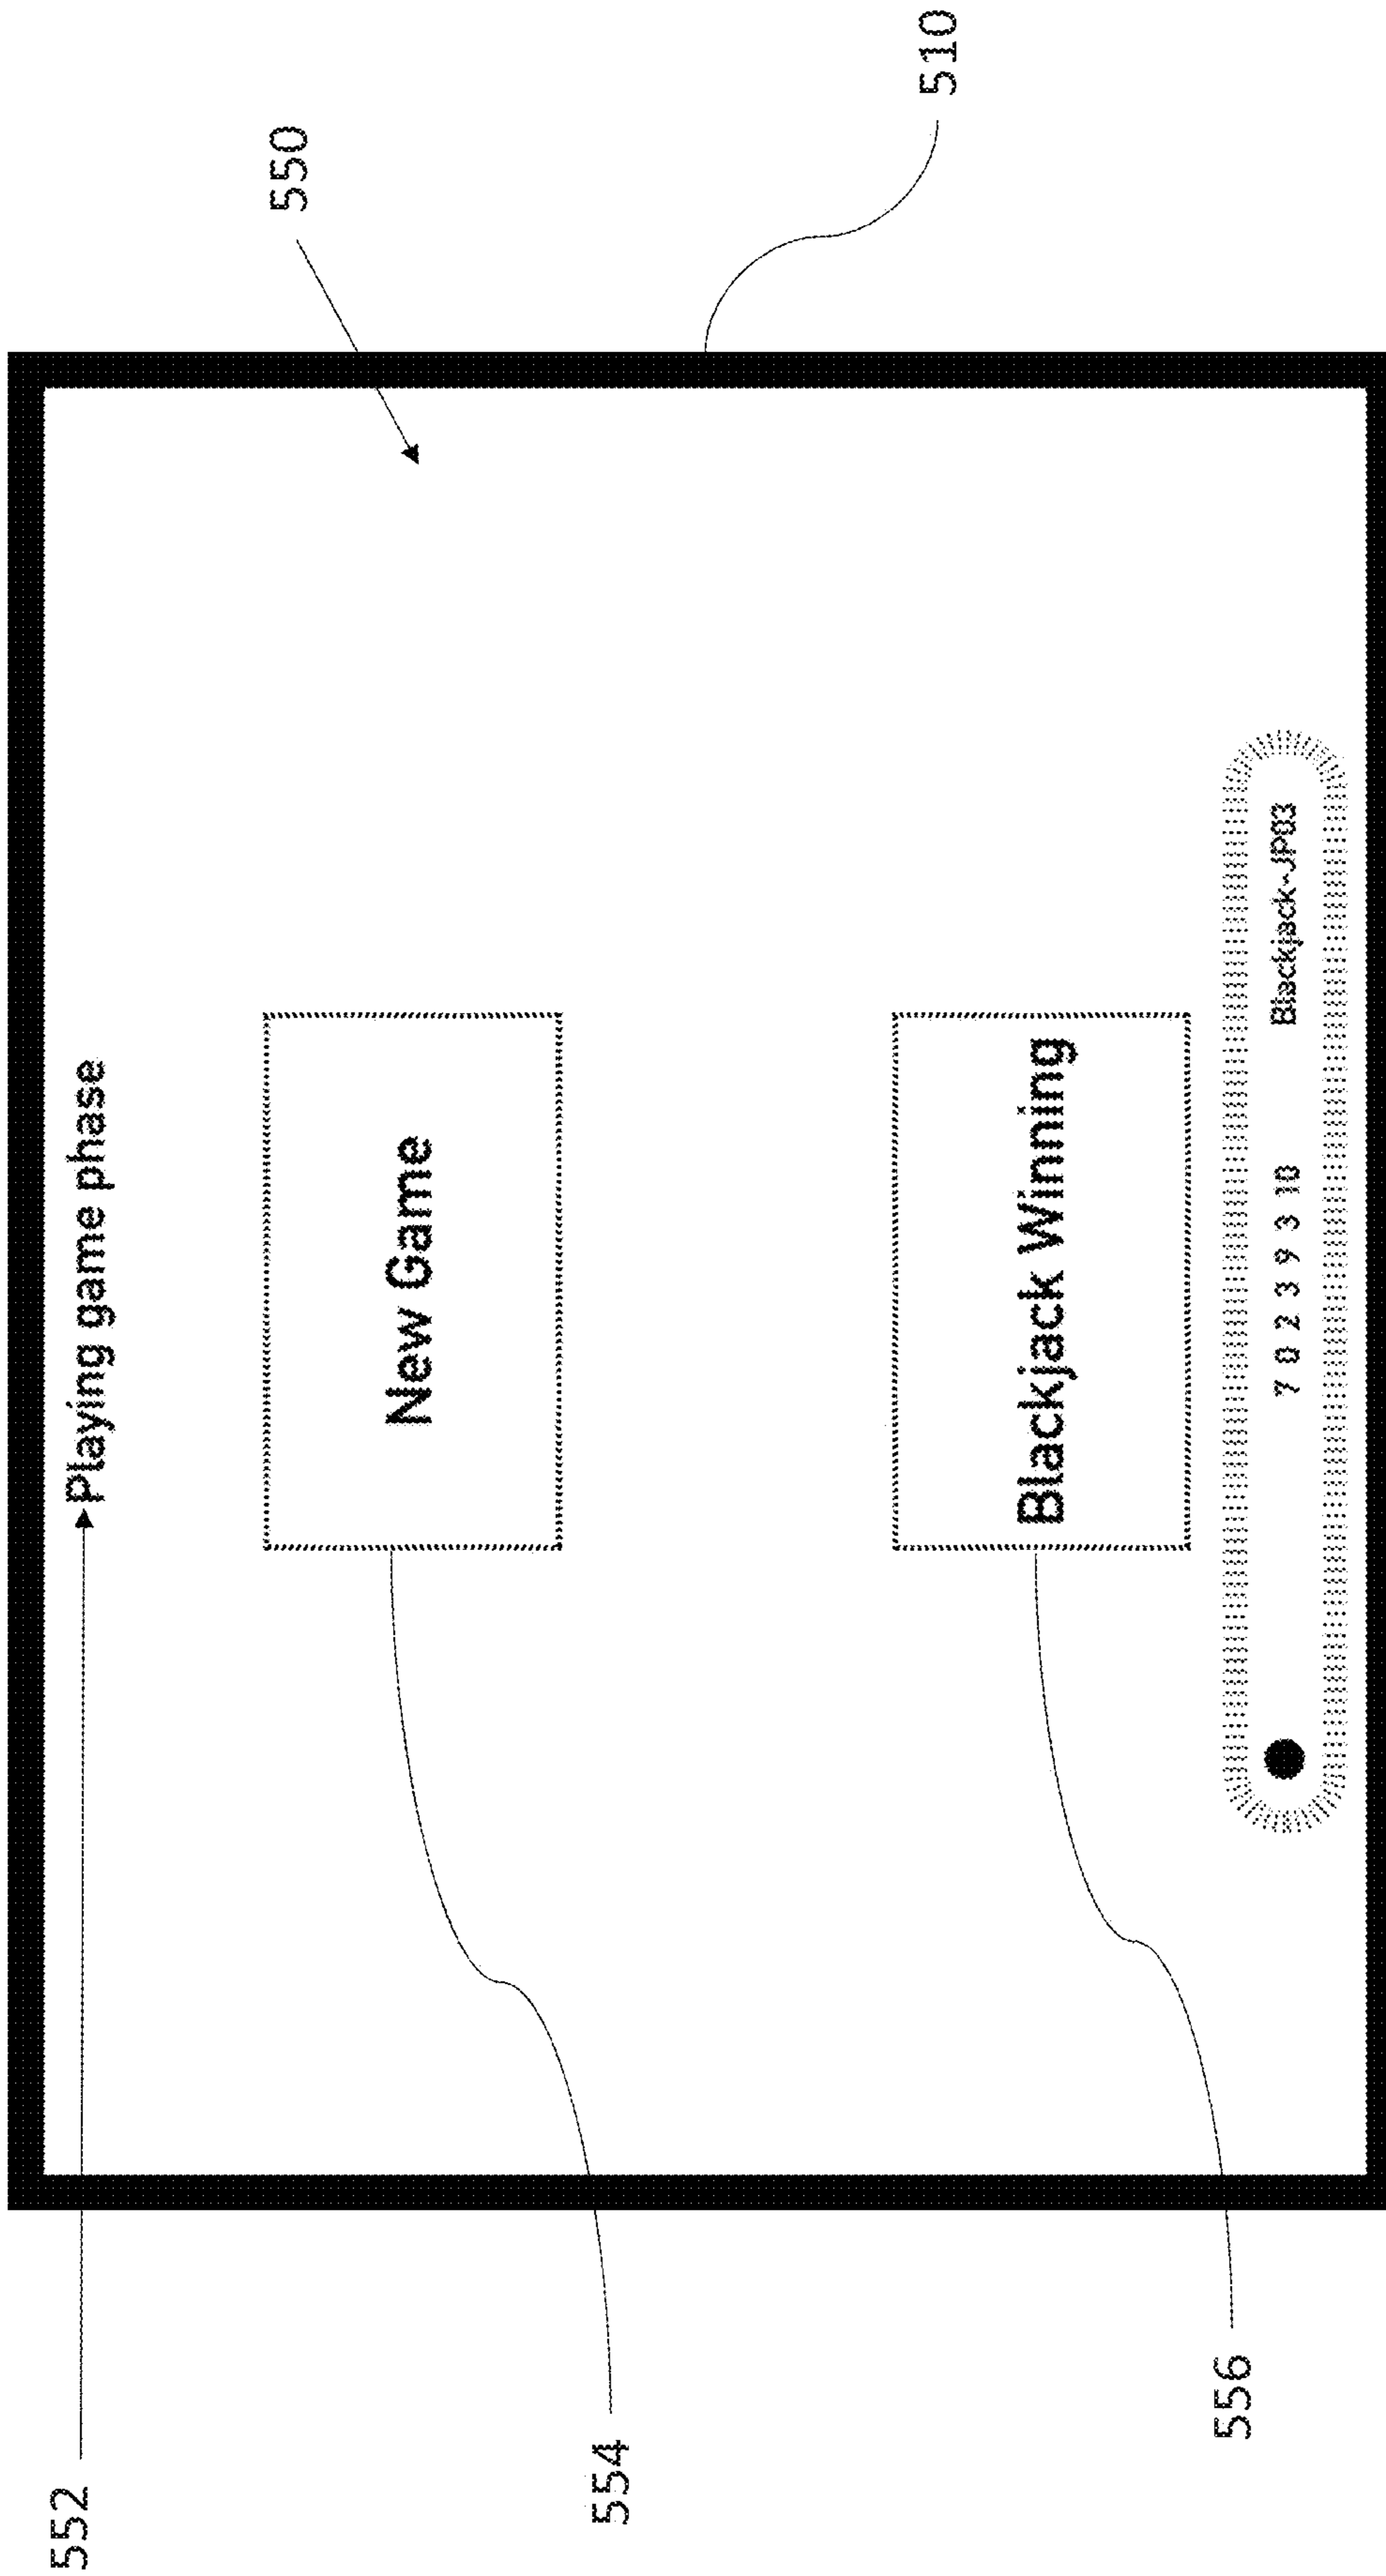 552
Playing game phase
550
New Game
554
510
Blackjack Winning
556
7 0 2 3 9 3 10 Blackjack-JP03